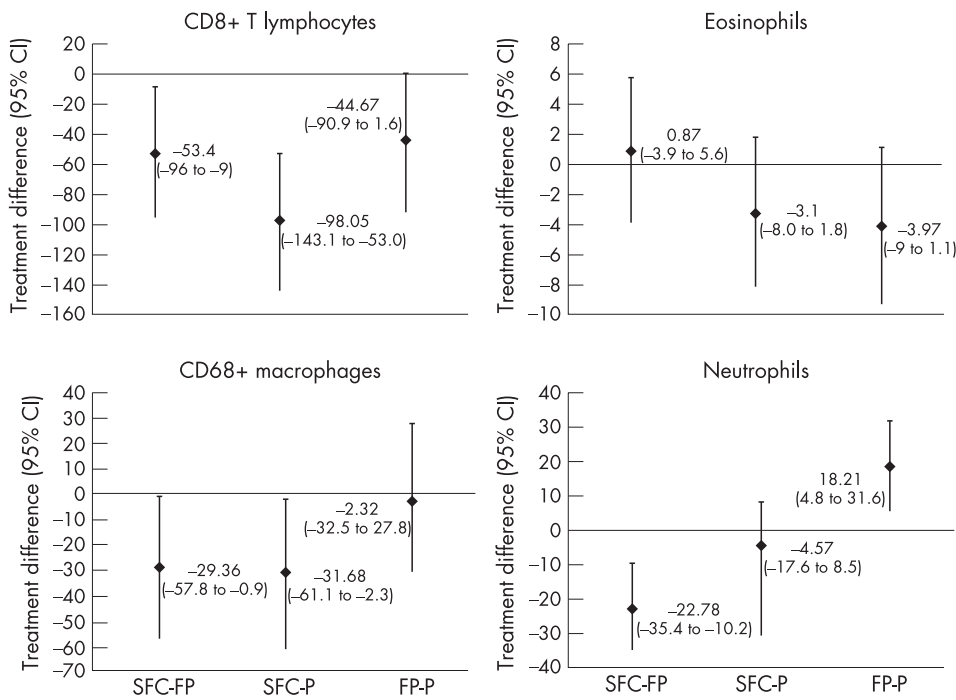 CD8+ T lymphocytes
Treatment difference (95% CI)
20
0
–20
–40
–60
–80
–100
–120
–140
–160
–53.4
(–96 to –9)
–98.05
(–143.1 to –53.0)
–44.67
(–90.9 to 1.6)
Eosinophils
Treatment difference (95% CI)
8
6
4
2
0
–2
–4
–6
–8
–10
0.87
(–3.9 to 5.6)
–3.1
(–8.0 to 1.8)
–3.97
(–9 to 1.1)
CD68+ macrophages
Treatment difference (95% CI)
40
30
20
10
0
–10
–20
–30
–40
–50
–60
–70
–29.36
(–57.8 to –0.9)
–31.68
(–61.1 to –2.3)
–2.32
(–32.5 to 27.8)
SFC-FP
SFC-P
FP-P
Neutrophils
Treatment difference (95% CI)
40
30
20
10
0
–10
–20
–30
–40
–22.78
(–35.4 to –10.2)
–4.57
(–17.6 to 8.5)
18.21
(4.8 to 31.6)
SFC-FP
SFC-P
FP-P